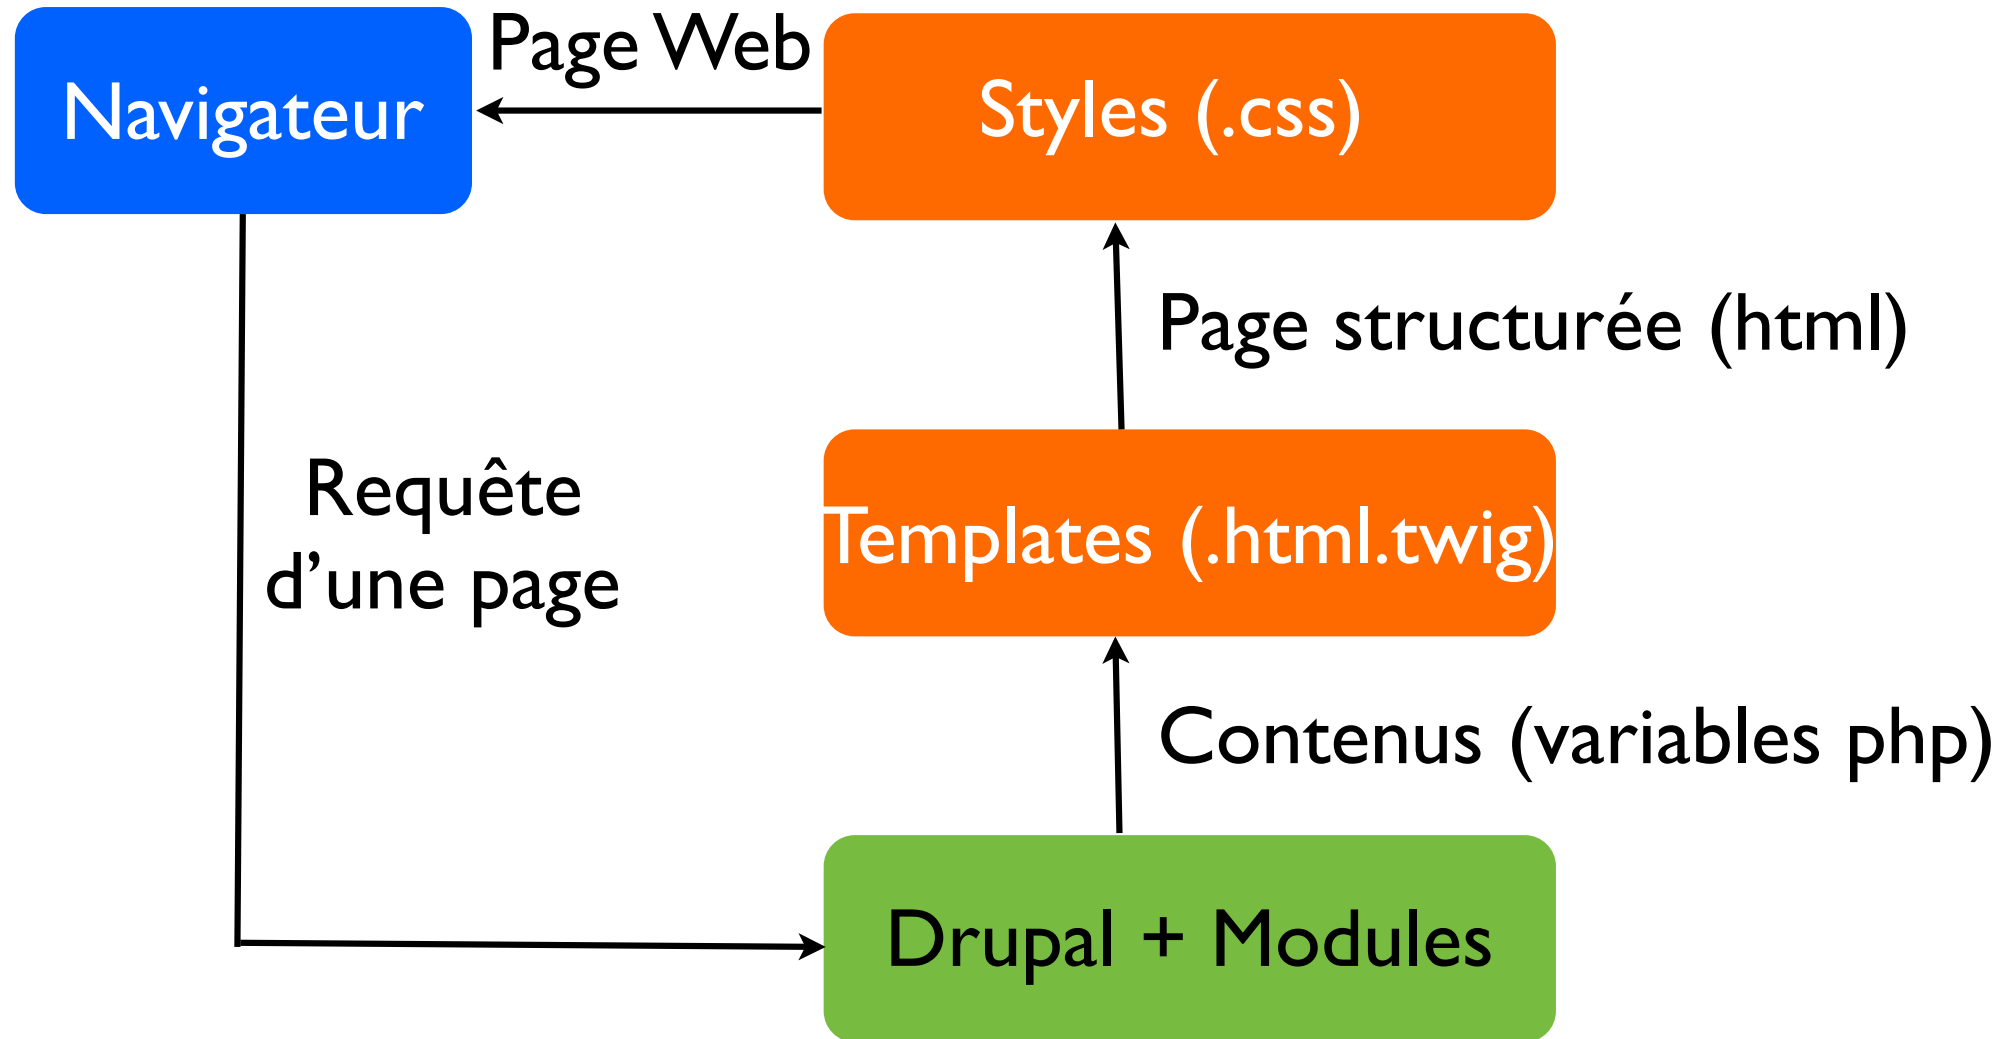 Navigateur
Page Web
Styles (.css)
Page structurée (html)
Requête
d’une page
Templates (.html.twig)
Contenus (variables php)
Drupal + Modules